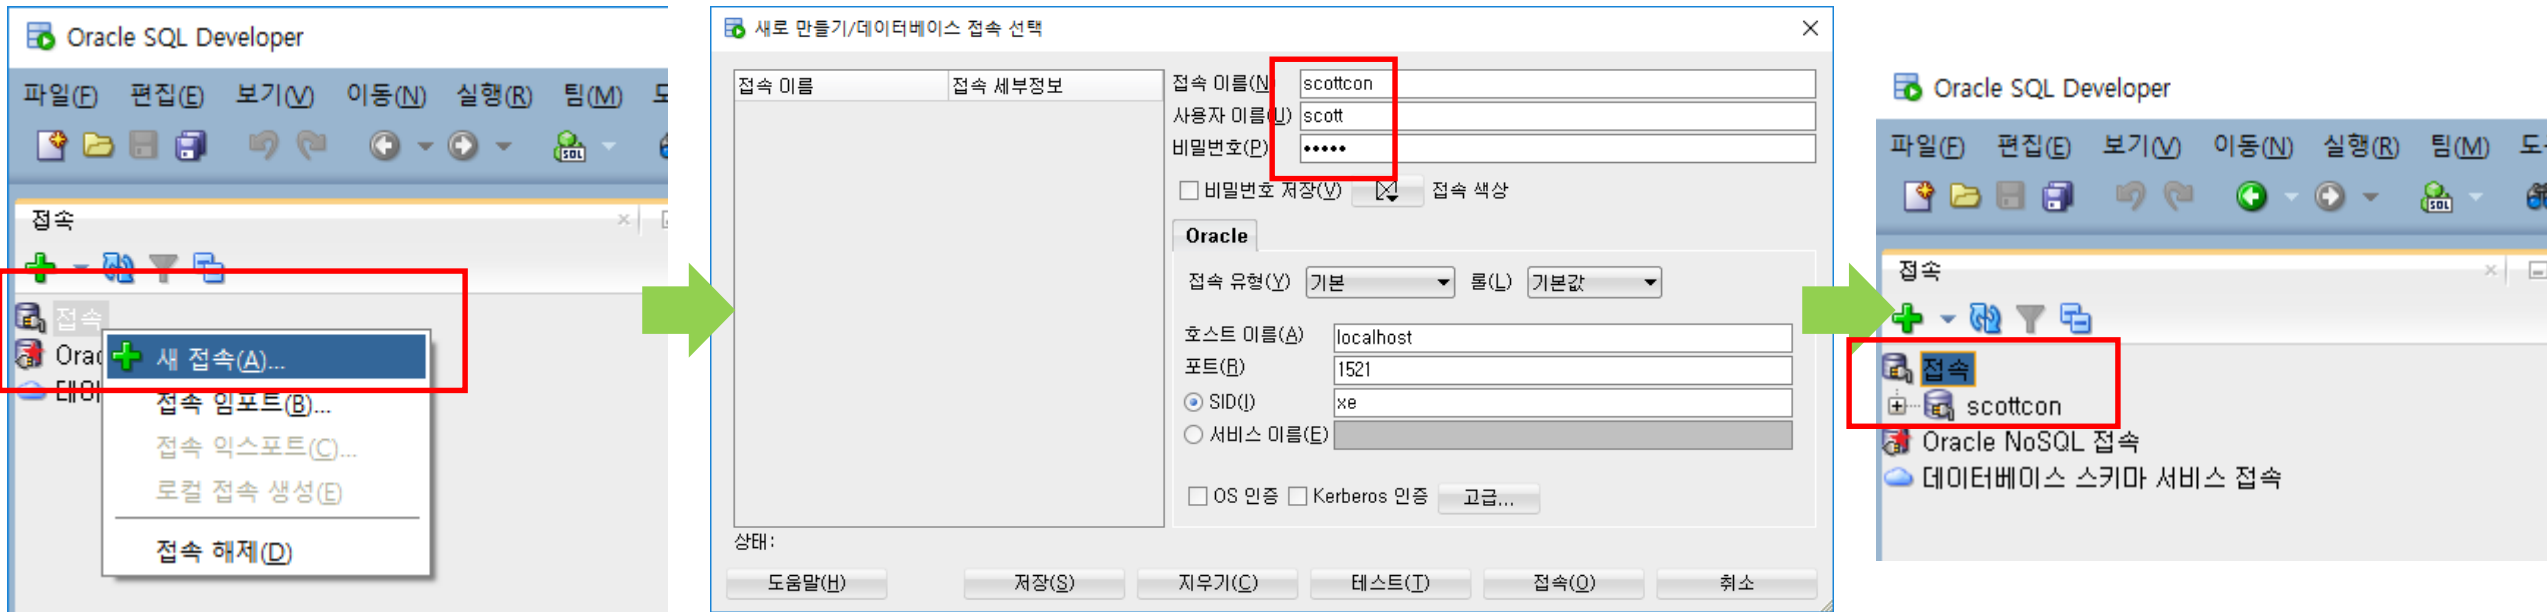 Oracle SQL Developer
파일(F) 편집(E) 보기(V) 이동(N) 실행(R) 팀(M)
접속
접속
새 접속(A)...
접속 임포트(B)...
접속 익스포트(C)...
로컬 접속 생성(E)
접속 해제(D)
새로 만들기/데이터베이스 접속 선택
접속 이름 접속 세부정보
접속 이름(N) scottcon
사용자 이름(U) scott
비밀번호(P) •••••
비밀번호 저장(V) 접속 색상
Oracle
접속 유형(Y) 기본 롤(L) 기본값
호스트 이름(A) localhost
포트(R) 1521
SID(I) xe
서비스 이름(E)
OS 인증 Kerberos 인증 고급...
상태:
도움말(H) 저장(S) 지우기(C) 테스트(T) 접속(O) 취소
Oracle SQL Developer
파일(F) 편집(E) 보기(V) 이동(N) 실행(R) 팀(M)
접속
접속
scottcon
Oracle NoSQL 접속
데이터베이스 스키마 서비스 접속